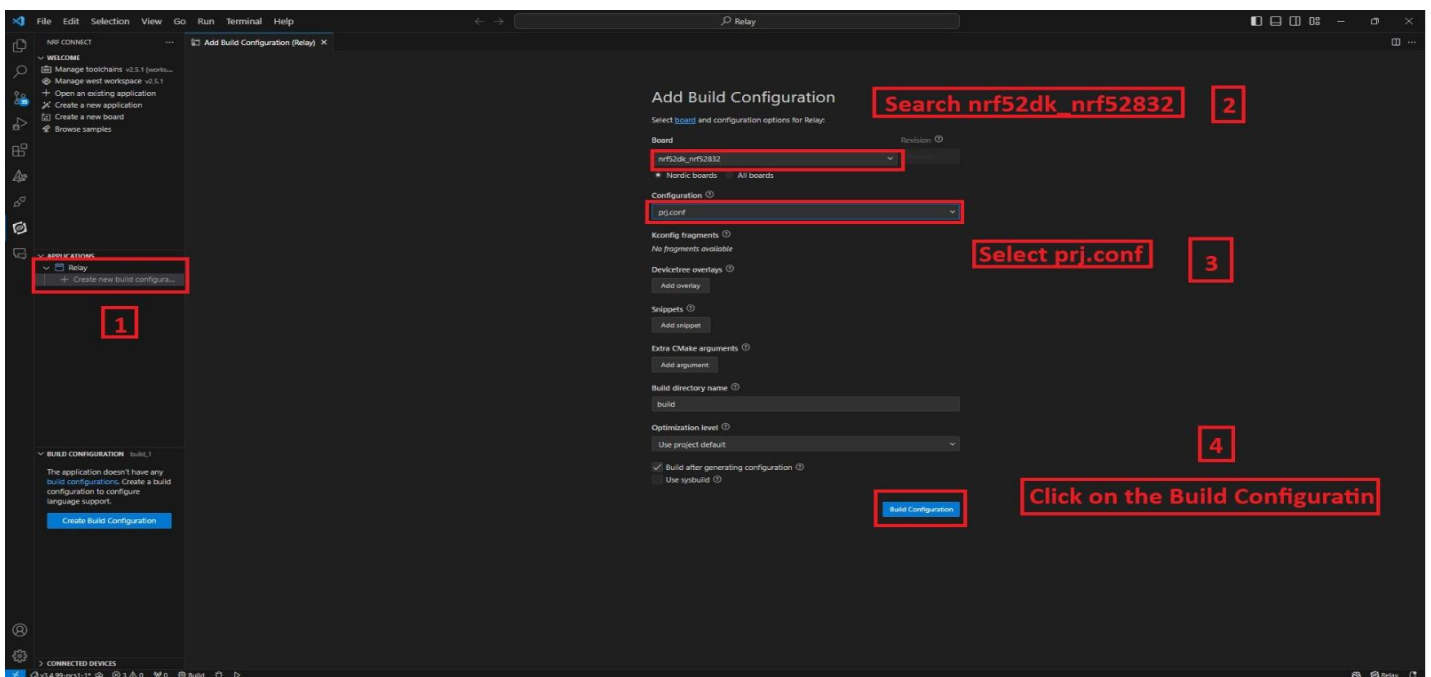 File Edit Selection View Go Run Terminal Help
Relay
NRF CONNECT
Add Build Configuration (Relay)
WELCOME
Manage toolchains v2.5.1 (works...
Manage west workspace v2.5.1
Open an existing application
Create a new application
Create a new board
Browse samples
APPLICATIONS
Relay
Create new build configura...
1
BUILD CONFIGURATION build_1
The application doesn't have any
build configurations. Create a build
configuration to configure
language support.
Create Build Configuration
CONNECTED DEVICES
Add Build Configuration
Search nrf52dk_nrf52832
2
Select board and configuration options for Relay:
Board
Revision
nrf52dk_nrf52832
Nordic boards All boards
Configuration
prj.conf
Kconfig fragments
No fragments available
Select prj.conf
3
Devicetree overlays
Add overlay
Snippets
Add snippet
Extra CMake arguments
Add argument
Build directory name
build
Optimization level
Use project default
4
Build after generating configuration
Use sysbuild
Click on the Build Configuratin
Build Configuration
Build
Relay